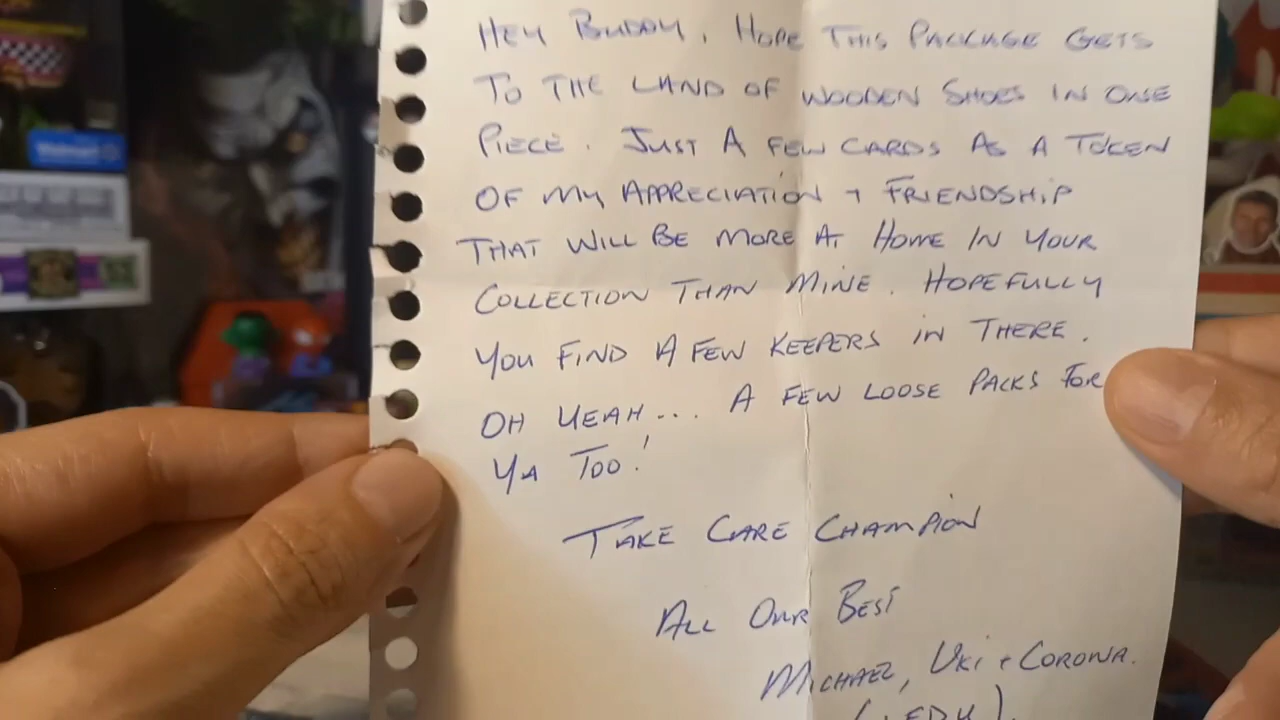 HEY BUDDY, HOPE THIS PACKAGE GETS
TO THE LAND OF WOODEN SHOES IN ONE
PIECE. JUST A FEW CARDS AS A TOKEN
OF MY APPRECIATION + FRIENDSHIP
THAT WILL BE MORE AT HOME IN YOUR
COLLECTION THAN MINE. HOPEFULLY
YOU FIND A FEW KEEPERS IN THERE.
OH YEAH... A FEW LOOSE PACKS FOR
YA TOO!
TAKE CARE CHAMPION
ALL OUR BEST
MICHAEL, UKI + CORONA.
Walmart